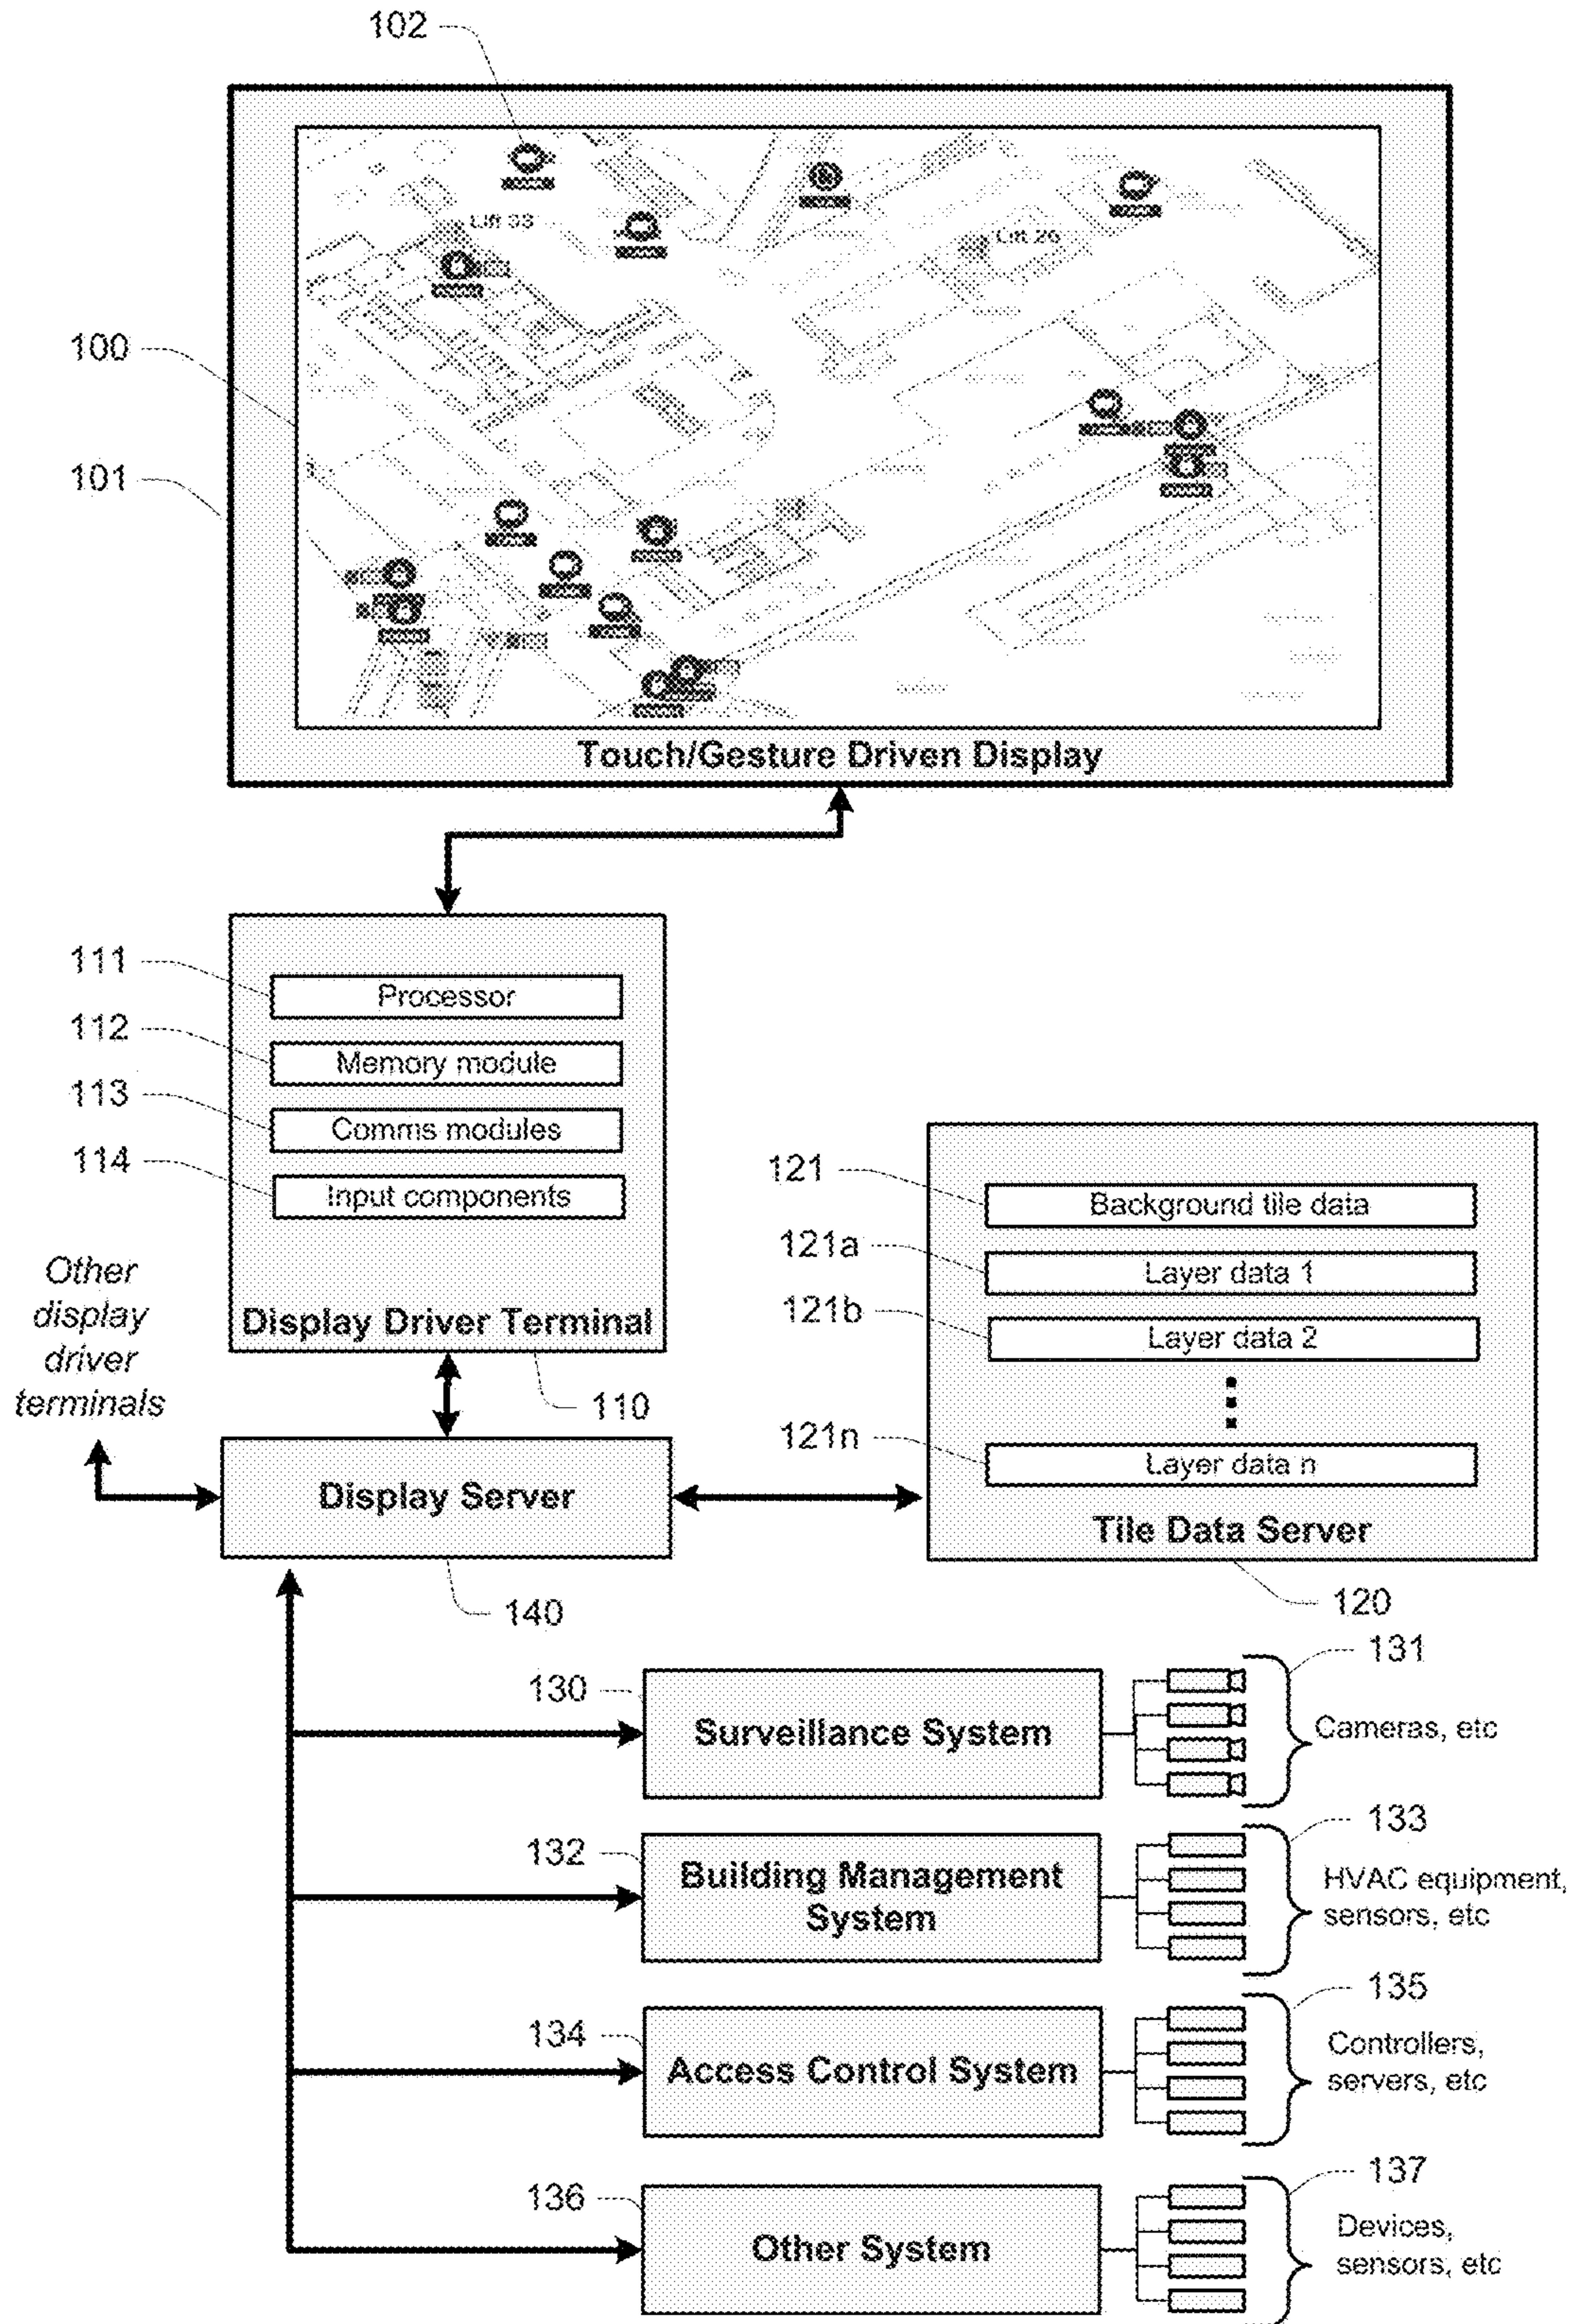 102
Lift 33
Lift 26
100
101
Touch/Gesture Driven Display
111
Processor
112
Memory module
113
Comms modules
114
Input components
Display Driver Terminal
110
Other
display
driver
terminals
121
Background tile data
121a
Layer data 1
121b
Layer data 2
121n
Layer data n
Tile Data Server
120
Display Server
140
130
Surveillance System
131
Cameras, etc
132
Building Management
System
133
HVAC equipment,
sensors, etc
134
Access Control System
135
Controllers,
servers, etc
136
Other System
137
Devices,
sensors, etc